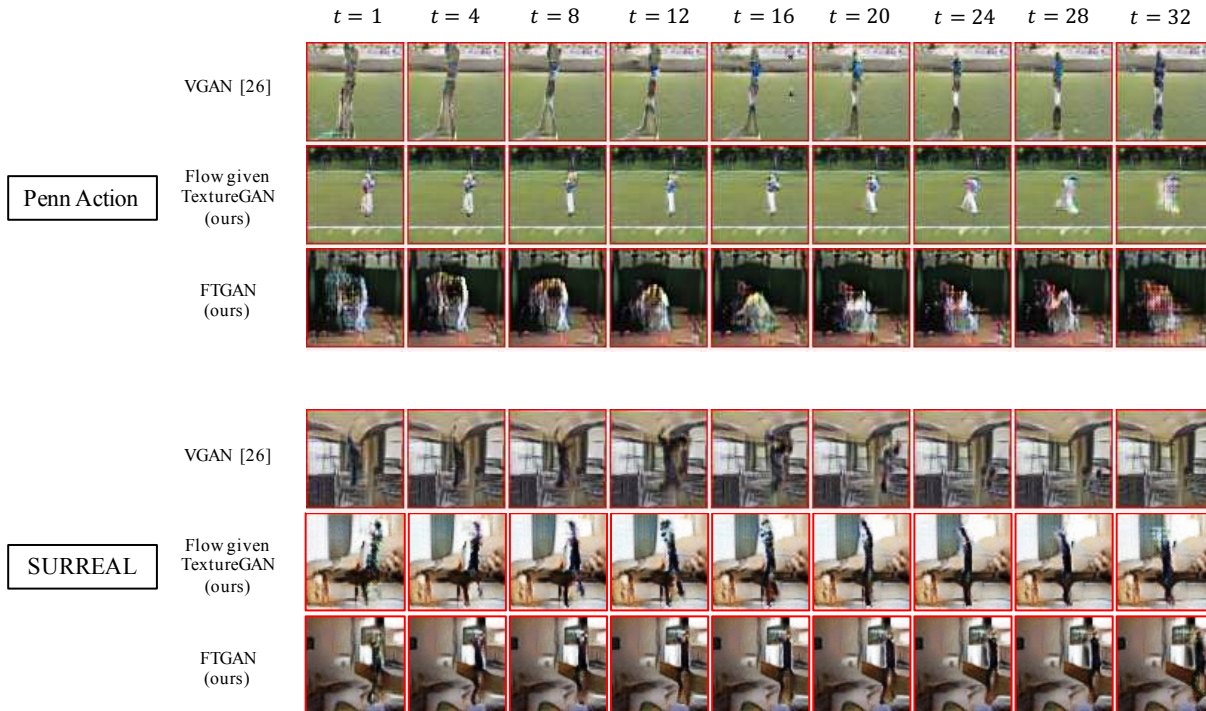 t = 1 t = 4 t = 8 t = 12 t = 16 t = 20 t = 24 t = 28 t = 32
VGAN [26]
Penn Action
Flow given
TextureGAN
(ours)
FTGAN
(ours)
VGAN [26]
SURREAL
Flow given
TextureGAN
(ours)
FTGAN
(ours)